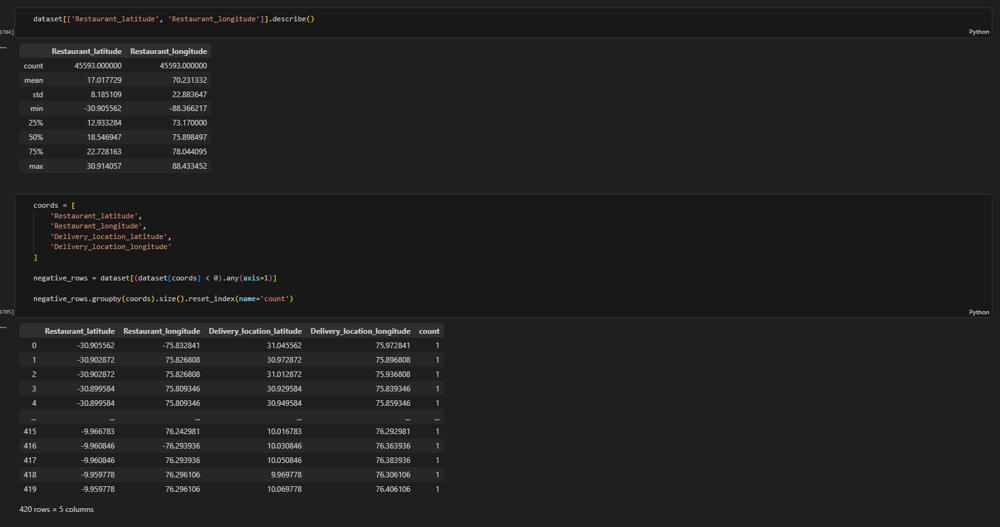 dataset[['Restaurant_latitude', 'Restaurant_longitude']].describe()
1704]
Python
...
Restaurant_latitude Restaurant_longitude
count 45593.000000 45593.000000
mean 17.017729 70.231332
std 8.185109 22.883647
min -30.905562 -88.366217
25% 12.933284 73.170000
50% 18.546947 75.898497
75% 22.728163 78.044095
max 30.914057 88.433452
coords = [
    'Restaurant_latitude',
    'Restaurant_longitude',
    'Delivery_location_latitude',
    'Delivery_location_longitude'
]
negative_rows = dataset[(dataset[coords] < 0).any(axis=1)]
negative_rows.groupby(coords).size().reset_index(name='count')
1705]
Python
...
Restaurant_latitude Restaurant_longitude Delivery_location_latitude Delivery_location_longitude count
0 -30.905562 -75.832841 31.045562 75.972841 1
1 -30.902872 75.826808 30.972872 75.896808 1
2 -30.902872 75.826808 31.012872 75.936808 1
3 -30.899584 75.809346 30.929584 75.839346 1
4 -30.899584 75.809346 30.949584 75.859346 1
... ... ... ... ... ...
415 -9.966783 76.242981 10.016783 76.292981 1
416 -9.960846 -76.293936 10.030846 76.363936 1
417 -9.960846 76.293936 10.050846 76.383936 1
418 -9.959778 76.296106 9.969778 76.306106 1
419 -9.959778 76.296106 10.069778 76.406106 1
420 rows × 5 columns